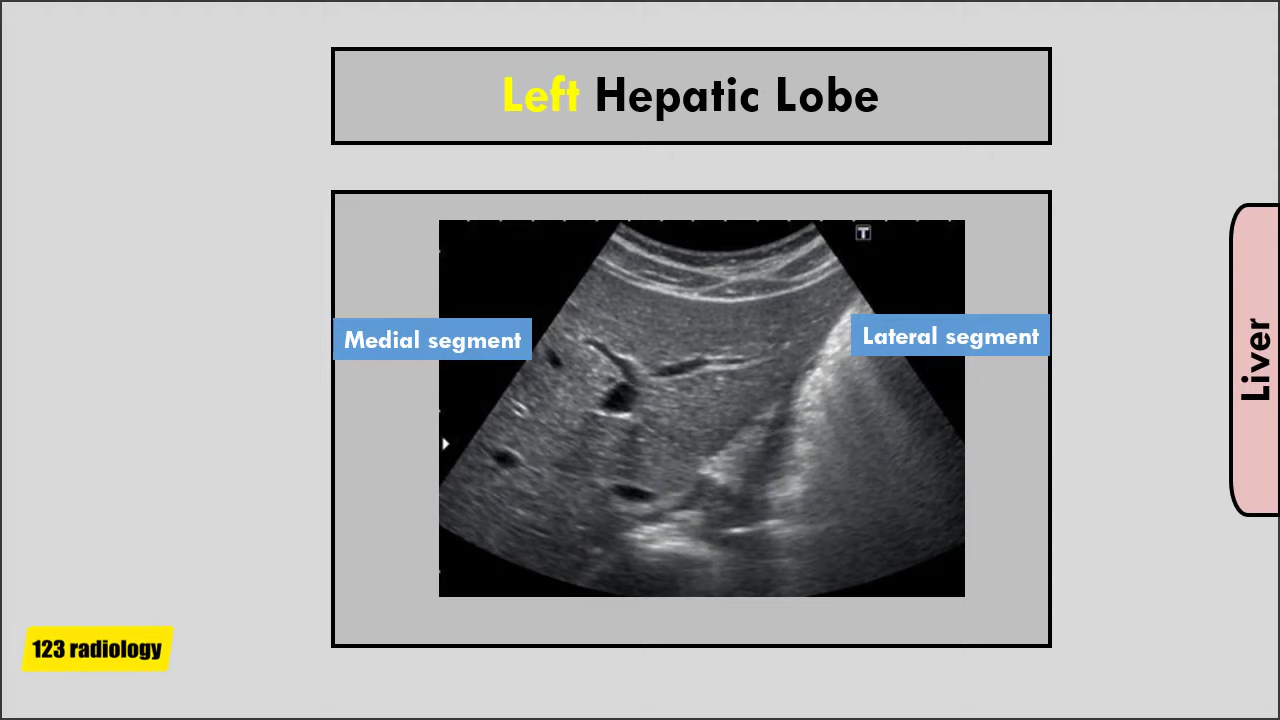 Left Hepatic Lobe
T
Medial segment
Lateral segment
Liver
123 radiology